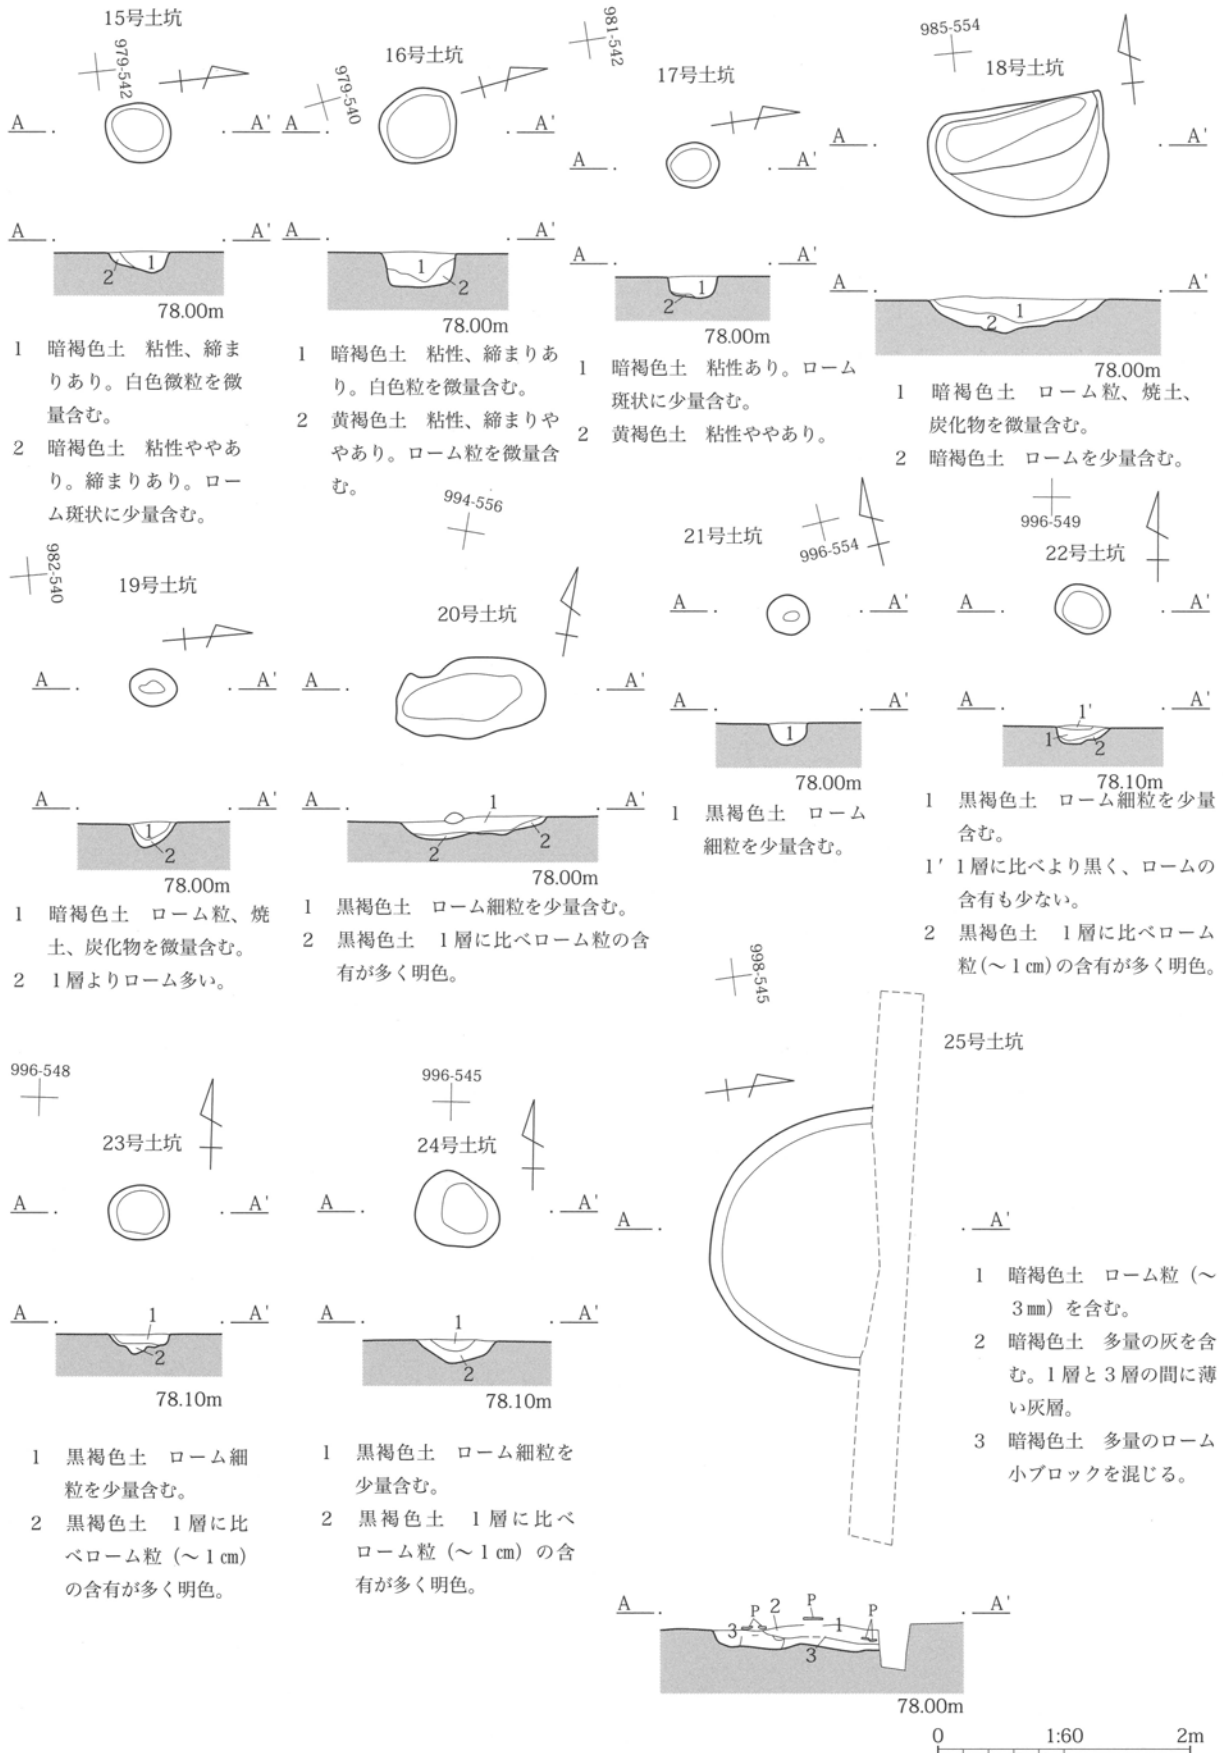 15号土坑
979-542
A A'
A A'
1
2
78.00m
1 暗褐色土 粘性、締ま
りあり。白色微粒を微
量含む。
2 暗褐色土 粘性ややあ
り。締まりあり。ロー
ム斑状に少量含む。
16号土坑
979-540
A A'
A A'
1
2
78.00m
1 暗褐色土 粘性、締まりあ
り。白色粒を微量含む。
2 黄褐色土 粘性、締まりや
やあり。ローム粒を微量含
む。
981-542
17号土坑
A A'
A A'
1
2
78.00m
1 暗褐色土 粘性あり。ローム
斑状に少量含む。
2 黄褐色土 粘性ややあり。
985-554
18号土坑
A A'
A A'
1
2
78.00m
1 暗褐色土 ローム粒、焼土、
炭化物を微量含む。
2 暗褐色土 ロームを少量含む。
982-540
19号土坑
A A'
A A'
1
2
78.00m
1 暗褐色土 ローム粒、焼
土、炭化物を微量含む。
2 1層よりローム多い。
994-556
20号土坑
A A'
A A'
1
2 2
78.00m
1 黒褐色土 ローム細粒を少量含む。
2 黒褐色土 1層に比べローム粒の含
有が多く明色。
21号土坑
996-554
A A'
A A'
1
78.00m
1 黒褐色土 ローム
細粒を少量含む。
996-549
22号土坑
A A'
A A'
1'
1 2
78.10m
1 黒褐色土 ローム細粒を少量
含む。
1′ 1層に比べより黒く、ロームの
含有も少ない。
2 黒褐色土 1層に比べローム
粒(～1㎝)の含有が多く明色。
996-548
23号土坑
A A'
A A'
1
2
78.10m
1 黒褐色土 ローム細
粒を少量含む。
2 黒褐色土 1層に比
べローム粒（～1㎝）
の含有が多く明色。
996-545
24号土坑
A A'
A A'
1
2
78.10m
1 黒褐色土 ローム細粒を
少量含む。
2 黒褐色土 1層に比べ
ローム粒（～1㎝）の含
有が多く明色。
998-545
25号土坑
A A'
1 暗褐色土 ローム粒（～
3㎜）を含む。
2 暗褐色土 多量の灰を含
む。1層と3層の間に薄
い灰層。
3 暗褐色土 多量のローム
小ブロックを混じる。
A A'
P 2 P P
3 1
3
78.00m
0 1:60 2m